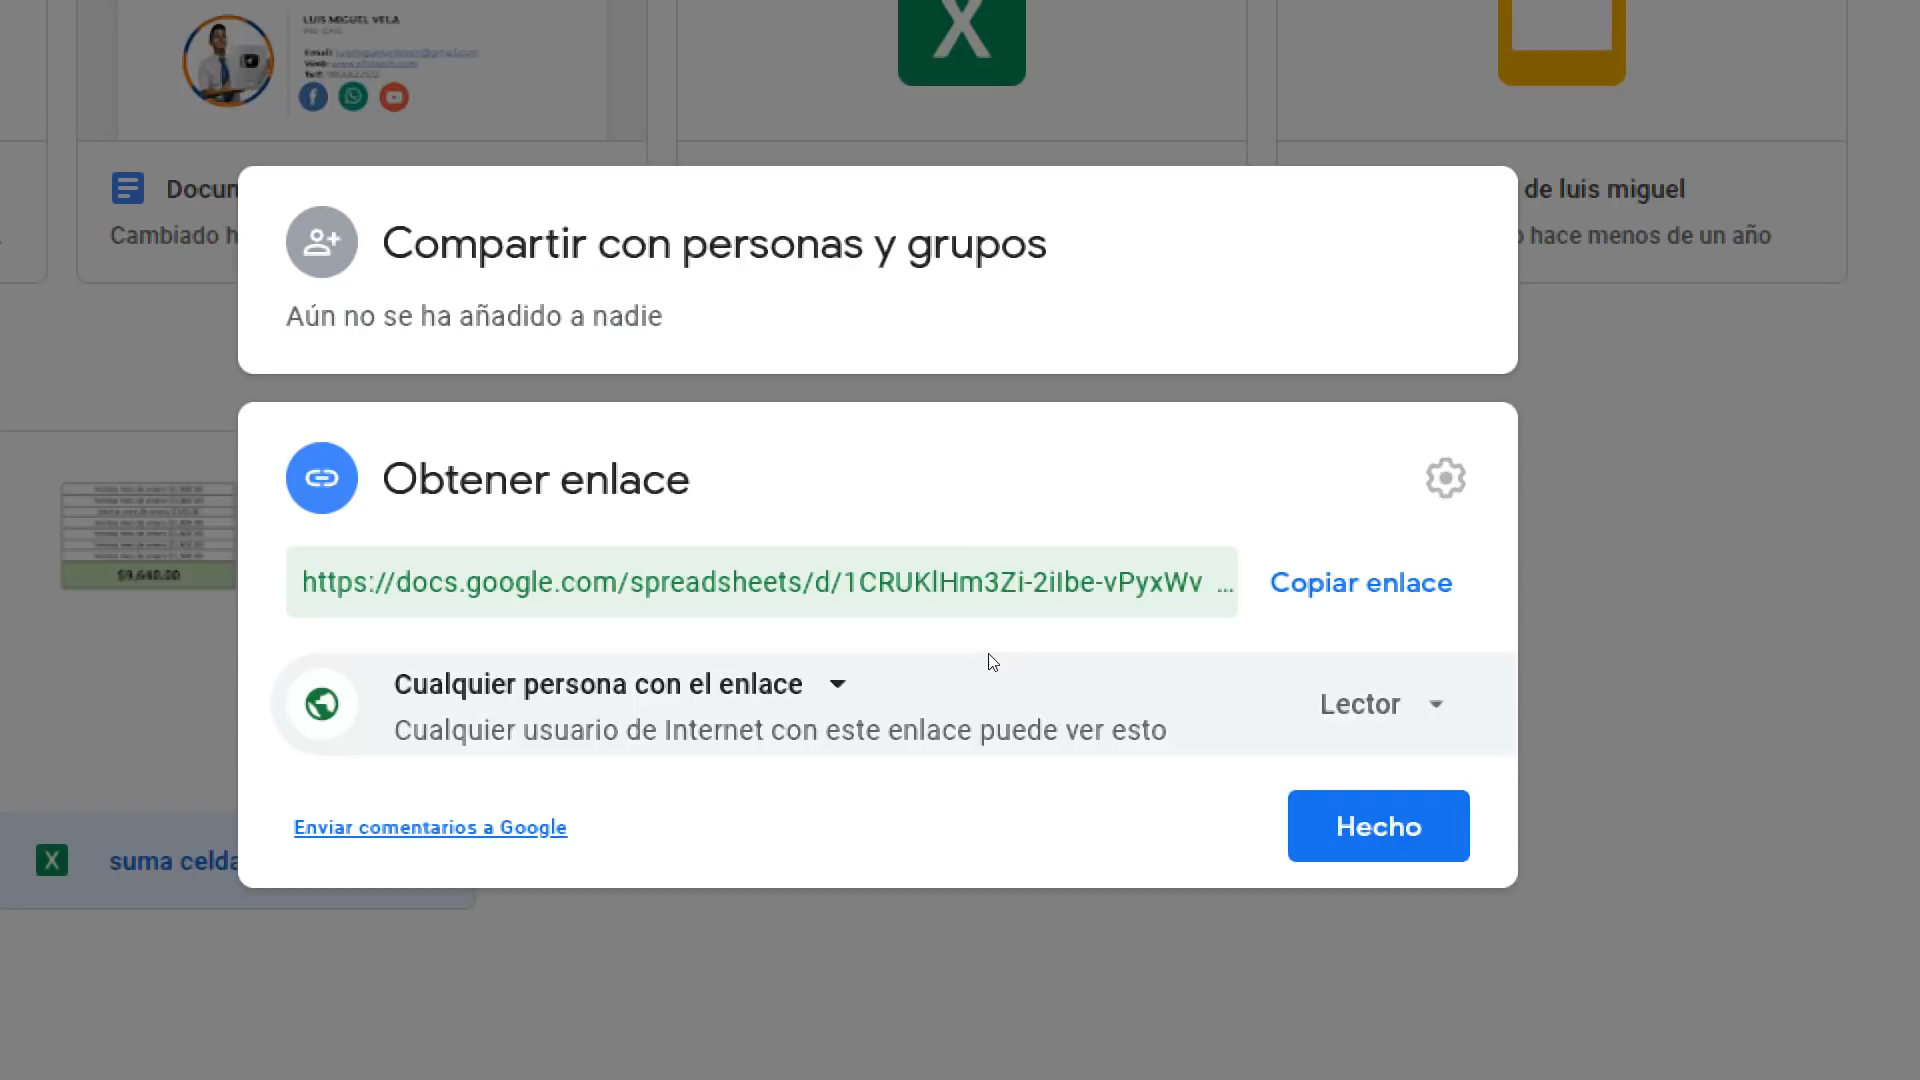 LUIS MIGUEL VELA
Email:
Web:
Docum
Cambiado h
de luis miguel
hace menos de un año
Compartir con personas y grupos
Aún no se ha añadido a nadie
Obtener enlace
https://docs.google.com/spreadsheets/d/1CRUKlHm3Zi-2iIbe-vPyxWv ...
Copiar enlace
Cualquier persona con el enlace
Cualquier usuario de Internet con este enlace puede ver esto
Lector
Enviar comentarios a Google
Hecho
$9,640.00
X
suma celda